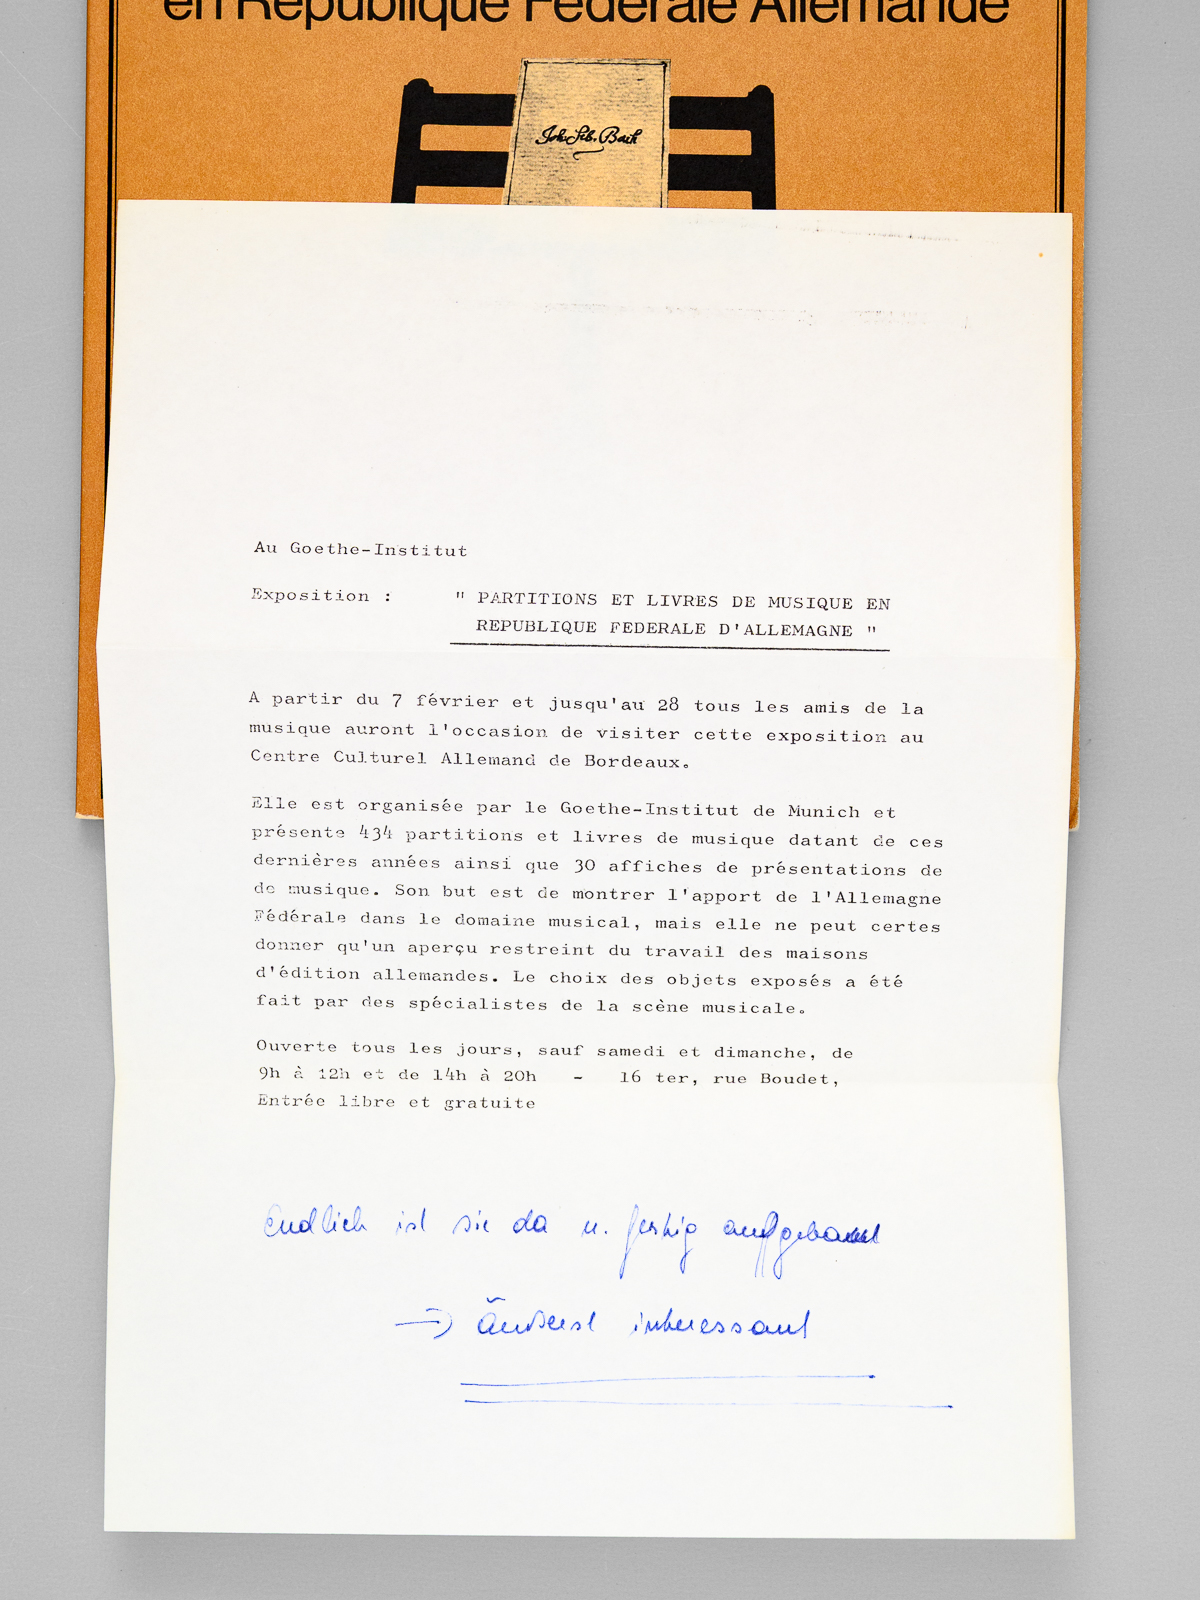 en République Fédérale Allemande
Joh. Seb. Bach
Au Goethe-Institut
Exposition : " PARTITIONS ET LIVRES DE MUSIQUE EN
REPUBLIQUE FEDERALE D'ALLEMAGNE "
A partir du 7 février et jusqu'au 28 tous les amis de la
musique auront l'occasion de visiter cette exposition au
Centre Culturel Allemand de Bordeaux.
Elle est organisée par le Goethe-Institut de Munich et
présente 434 partitions et livres de musique datant de ces
dernières années ainsi que 30 affiches de présentations de
de musique. Son but est de montrer l'apport de l'Allemagne
Fédérale dans le domaine musical, mais elle ne peut certes
donner qu'un aperçu restreint du travail des maisons
d'édition allemandes. Le choix des objets exposés a été
fait par des spécialistes de la scène musicale.
Ouverte tous les jours, sauf samedi et dimanche, de
9h à 12h et de 14h à 20h - 16 ter, rue Boudet,
Entrée libre et gratuite
Endlich ist sie da u. fertig aufgebaut
→ Äußerst interessant